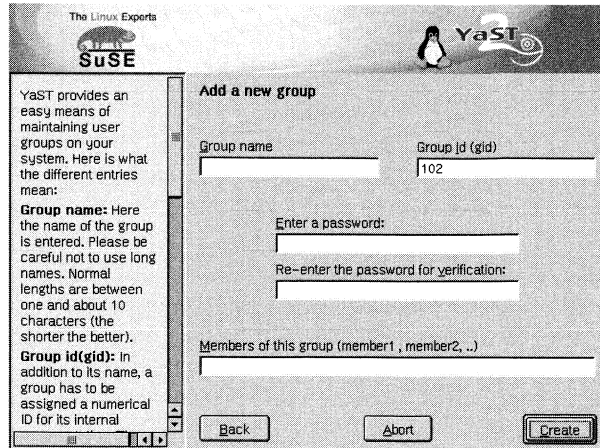 The Linux Experts
SuSE
YaST
2
YaST provides an
easy means of
maintaining user
groups on your
system. Here is what
the different entries
mean:
Group name: Here
the name of the group
is entered. Please be
careful not to use long
names. Normal
lengths are between
one and about 10
characters (the
shorter the better).
Group id(gid): In
addition to its name, a
group has to be
assigned a numerical
ID for its internal
Add a new group
Group name
Group id (gid)
102
Enter a password:
Re-enter the password for verification:
Members of this group (member1 , member2, ..)
Back
Abort
Create